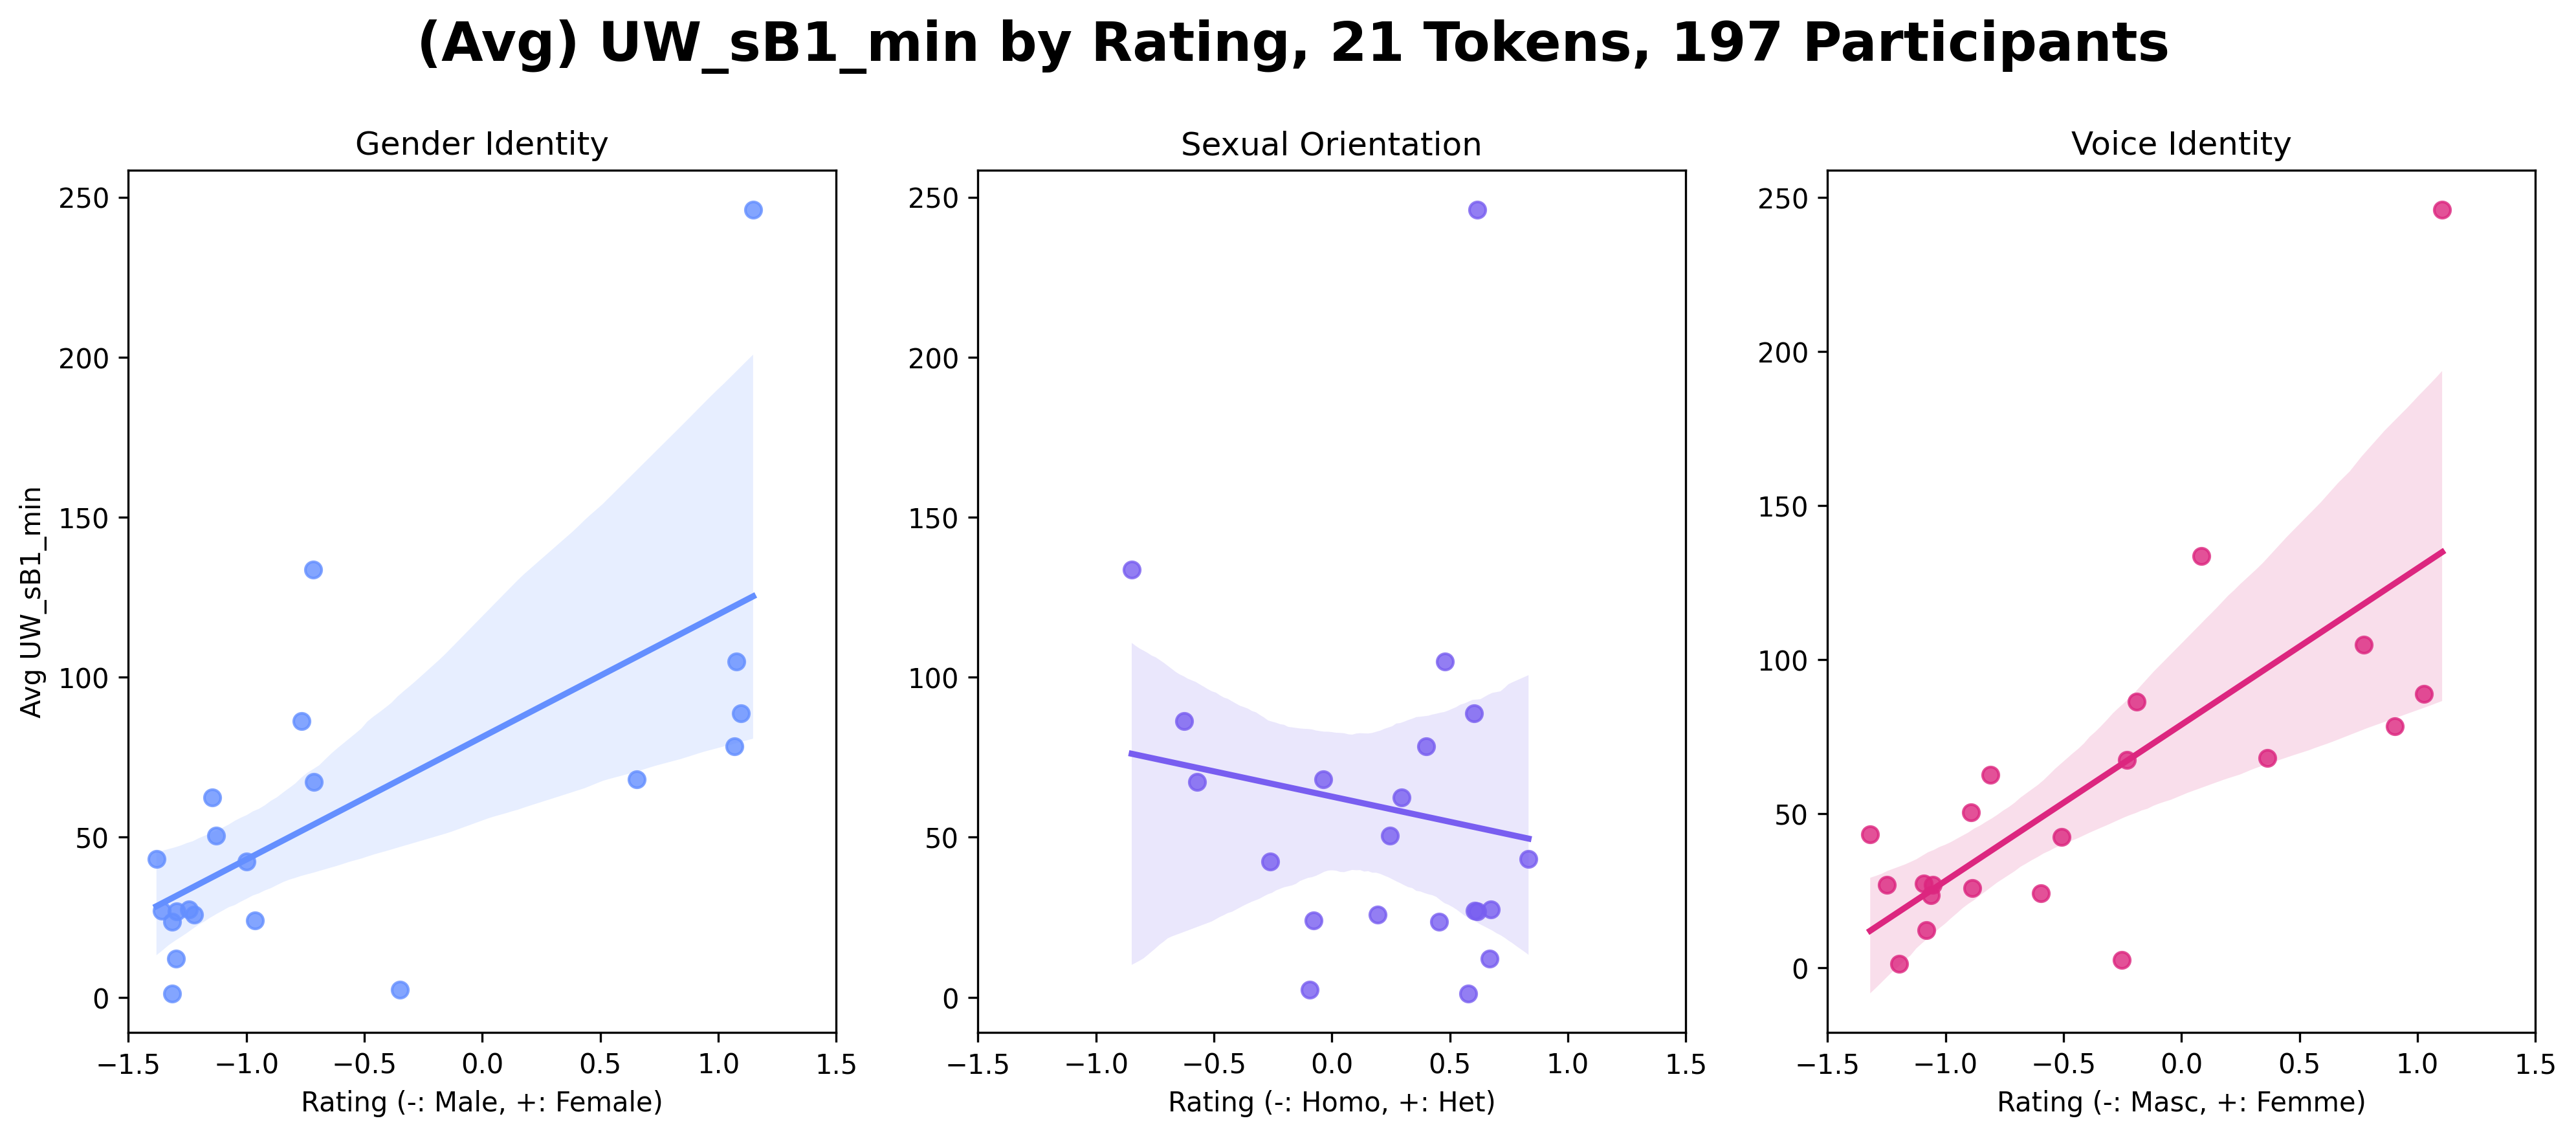 (Avg) UW_sB1_min by Rating, 21 Tokens, 197 Participants
Gender Identity
Avg UW_sB1_min
250
200
150
100
50
0
−1.5 −1.0 −0.5 0.0 0.5 1.0 1.5
Rating (-: Male, +: Female)
Sexual Orientation
250
200
150
100
50
0
−1.5 −1.0 −0.5 0.0 0.5 1.0 1.5
Rating (-: Homo, +: Het)
Voice Identity
250
200
150
100
50
0
−1.5 −1.0 −0.5 0.0 0.5 1.0 1.5
Rating (-: Masc, +: Femme)